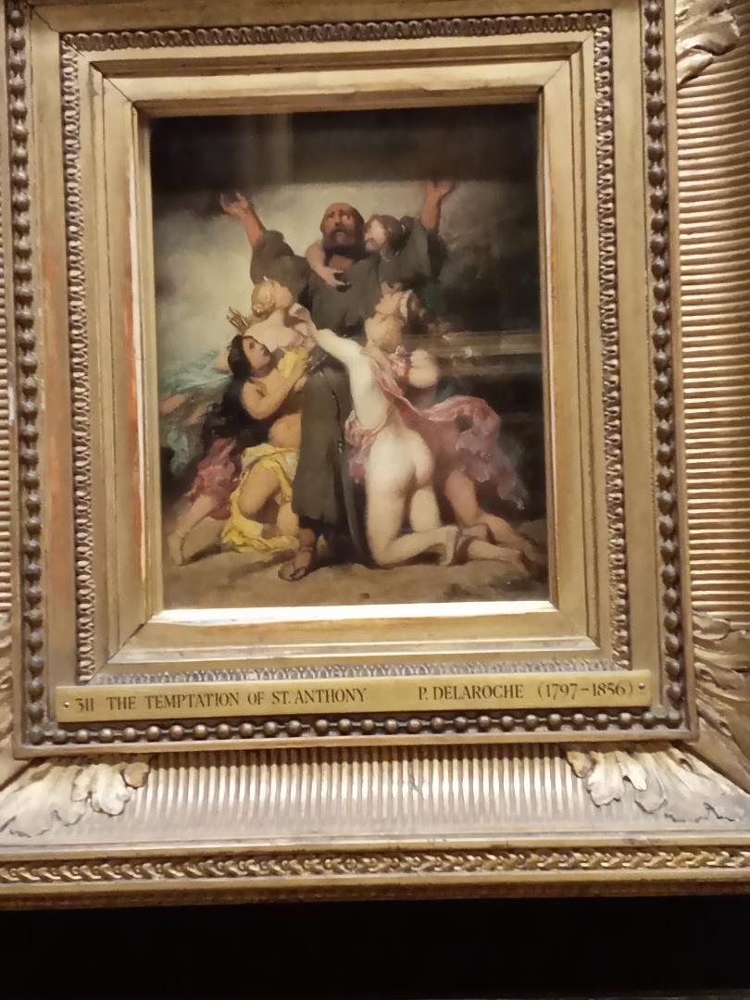 311 THE TEMPTATION OF ST. ANTHONY P. DELAROCHE (1797-1856)